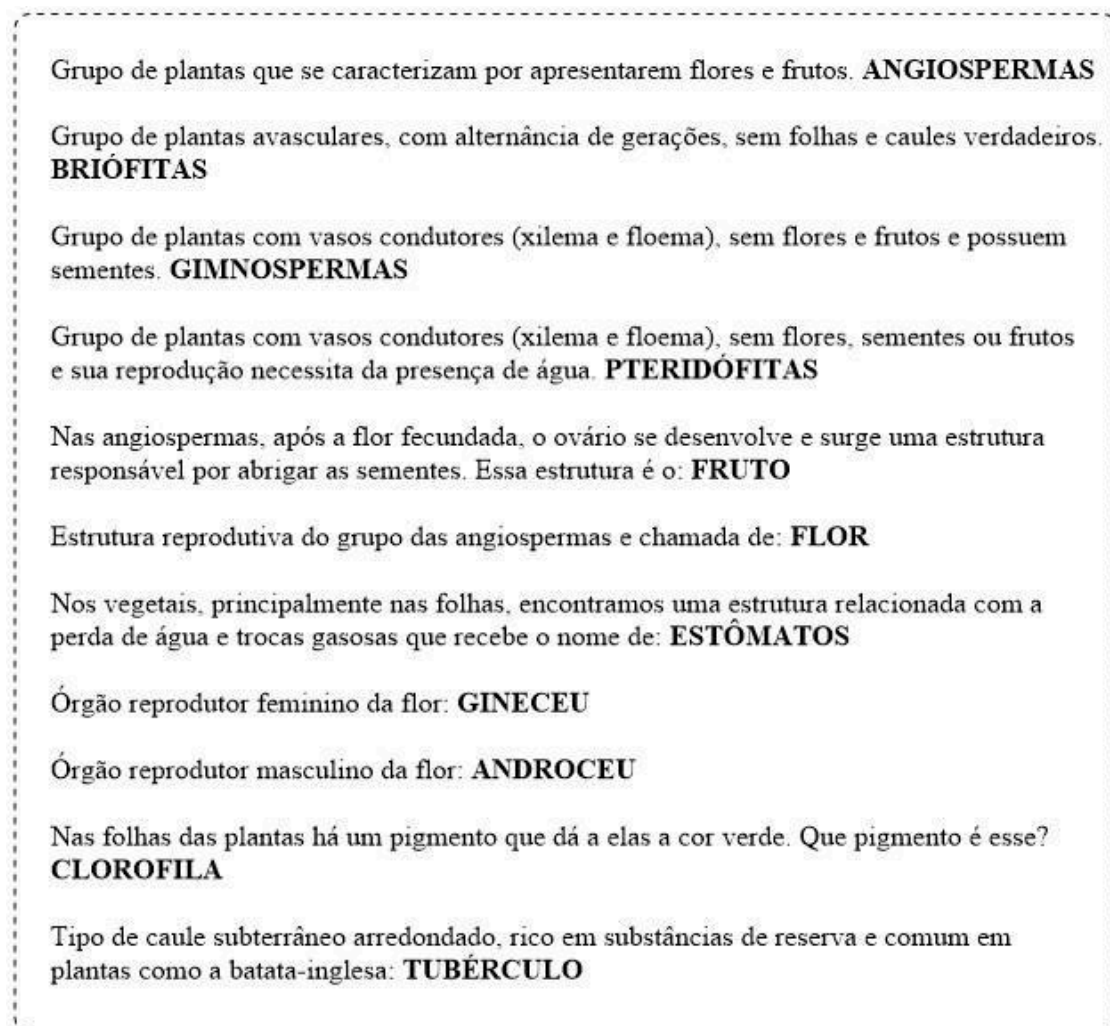 Grupo de plantas que se caracterizam por apresentarem flores e frutos. ANGIOSPERMAS
Grupo de plantas avasculares, com alternância de gerações, sem folhas e caules verdadeiros.
BRIÓFITAS
Grupo de plantas com vasos condutores (xilema e floema), sem flores e frutos e possuem
sementes. GIMNOSPERMAS
Grupo de plantas com vasos condutores (xilema e floema), sem flores, sementes ou frutos
e sua reprodução necessita da presença de água. PTERIDÓFITAS
Nas angiospermas, após a flor fecundada, o ovário se desenvolve e surge uma estrutura
responsável por abrigar as sementes. Essa estrutura é o: FRUTO
Estrutura reprodutiva do grupo das angiospermas e chamada de: FLOR
Nos vegetais, principalmente nas folhas, encontramos uma estrutura relacionada com a
perda de água e trocas gasosas que recebe o nome de: ESTÔMATOS
Órgão reprodutor feminino da flor: GINECEU
Órgão reprodutor masculino da flor: ANDROCEU
Nas folhas das plantas há um pigmento que dá a elas a cor verde. Que pigmento é esse?
CLOROFILA
Tipo de caule subterrâneo arredondado, rico em substâncias de reserva e comum em
plantas como a batata-inglesa: TUBÉRCULO